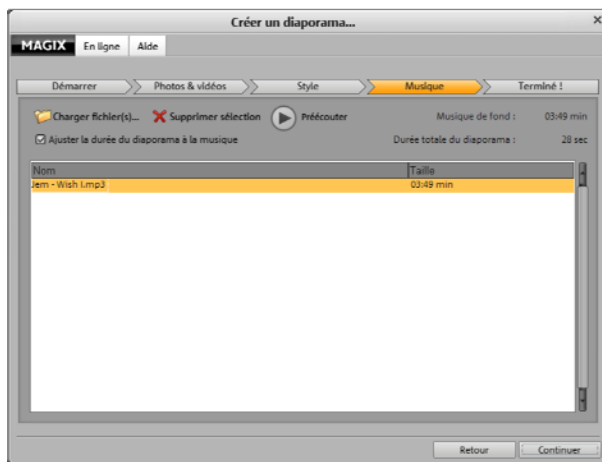 Créer un diaporama...
MAGIX En ligne Aide
Démarrer Photos & vidéos Style Musique Terminé !
Charger fichier(s)... Supprimer sélection Préécouter Musique de fond : 03:49 min
Ajuster la durée du diaporama à la musique Durée totale du diaporama : 28 sec
Nom Taille
Jem - Wish I.mp3 03:49 min
Retour Continuer